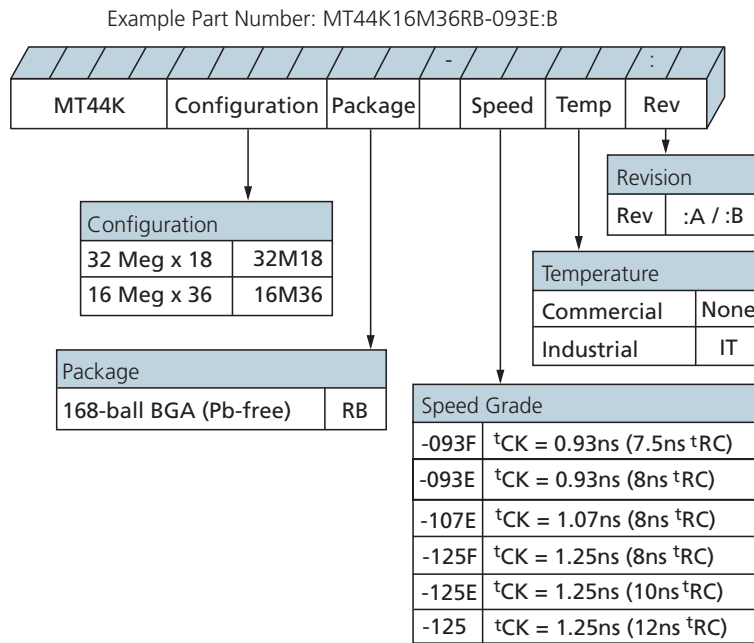 Example Part Number: MT44K16M36RB-093E:B
- :
MT44K Configuration Package Speed Temp Rev
Revision
Rev :A / :B
Configuration
32 Meg x 18 32M18
16 Meg x 36 16M36
Temperature
Commercial None
Industrial IT
Package
168-ball BGA (Pb-free) RB
Speed Grade
-093F tCK = 0.93ns (7.5ns tRC)
-093E tCK = 0.93ns (8ns tRC)
-107E tCK = 1.07ns (8ns tRC)
-125F tCK = 1.25ns (8ns tRC)
-125E tCK = 1.25ns (10ns tRC)
-125 tCK = 1.25ns (12ns tRC)